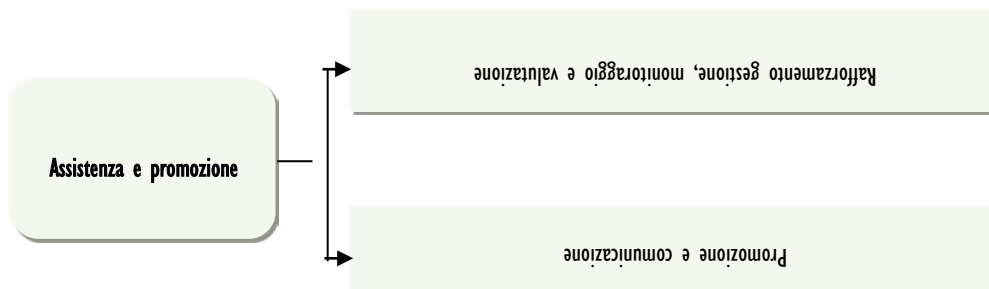 Assistenza e promozione
Rafforzamento gestione, monitoraggio e valutazione
Promozione e comunicazione